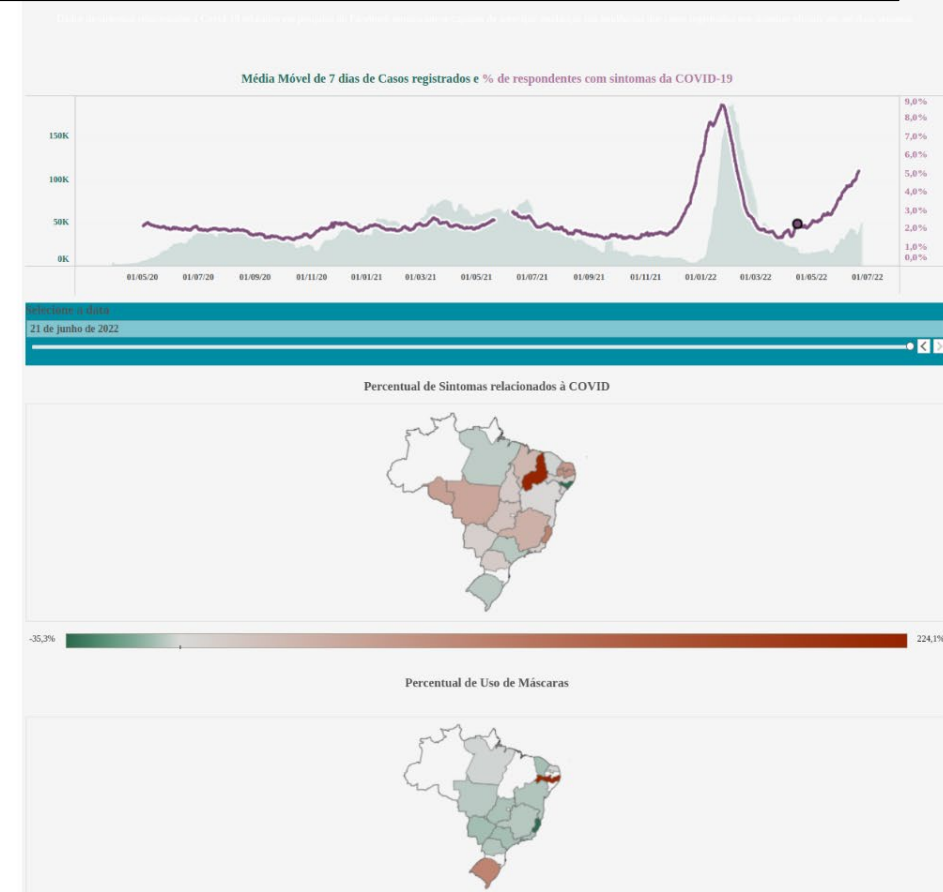 Média Móvel de 7 dias de Casos registrados e % de respondentes com sintomas da COVID-19
9,0%
8,0%
150K
7,0%
6,0%
100K
5,0%
4,0%
50K
3,0%
2,0%
1,0%
0K
0,0%
01/05/20 01/07/20 01/09/20 01/11/20 01/01/21 01/03/21 01/05/21 01/07/21 01/09/21 01/11/21 01/01/22 01/03/22 01/05/22 01/07/22
Selecione a data
21 de junho de 2022
Percentual de Sintomas relacionados à COVID
-35,3% 224,1%
Percentual de Uso de Máscaras